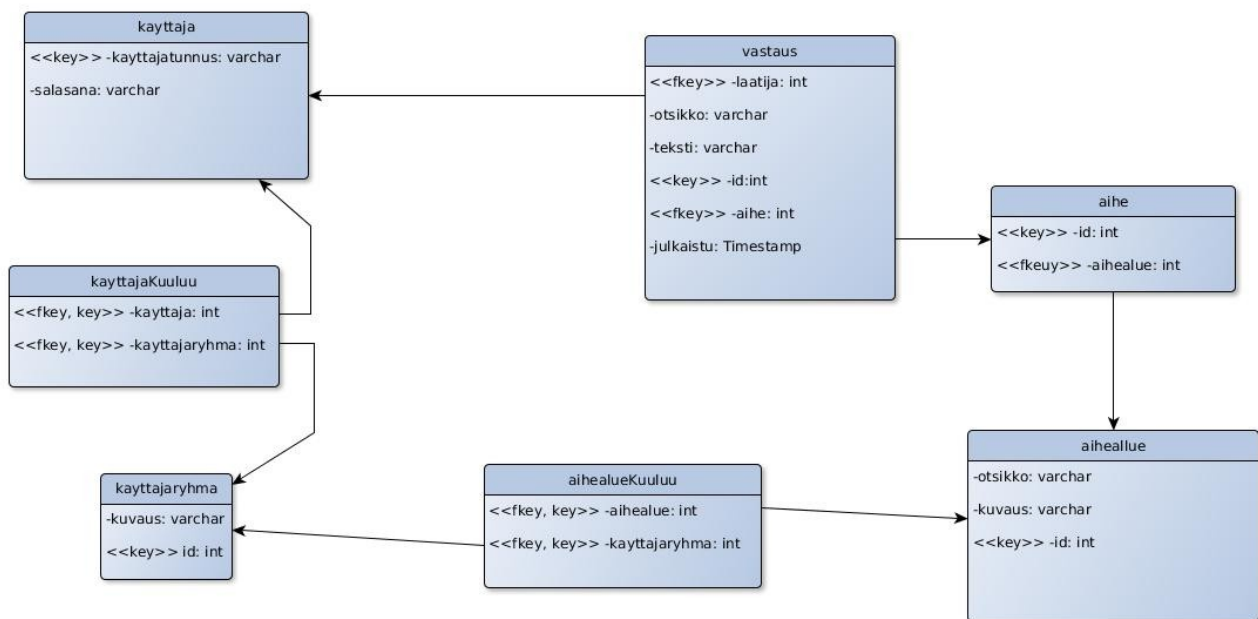 kayttaja
<<key>> -kayttajatunnus: varchar
-salasana: varchar
vastaus
<<fkey>> -laatija: int
-otsikko: varchar
-teksti: varchar
<<key>> -id:int
<<fkey>> -aihe: int
-julkaistu: Timestamp
aihe
<<key>> -id: int
<<fkeuy>> -aihealue: int
kayttajaKuuluu
<<fkey, key>> -kayttaja: int
<<fkey, key>> -kayttajaryhma: int
kayttajaryhma
-kuvaus: varchar
<<key>> id: int
aihealueKuuluu
<<fkey, key>> -aihealue: int
<<fkey, key>> -kayttajaryhma: int
aiheallue
-otsikko: varchar
-kuvaus: varchar
<<key>> -id: int